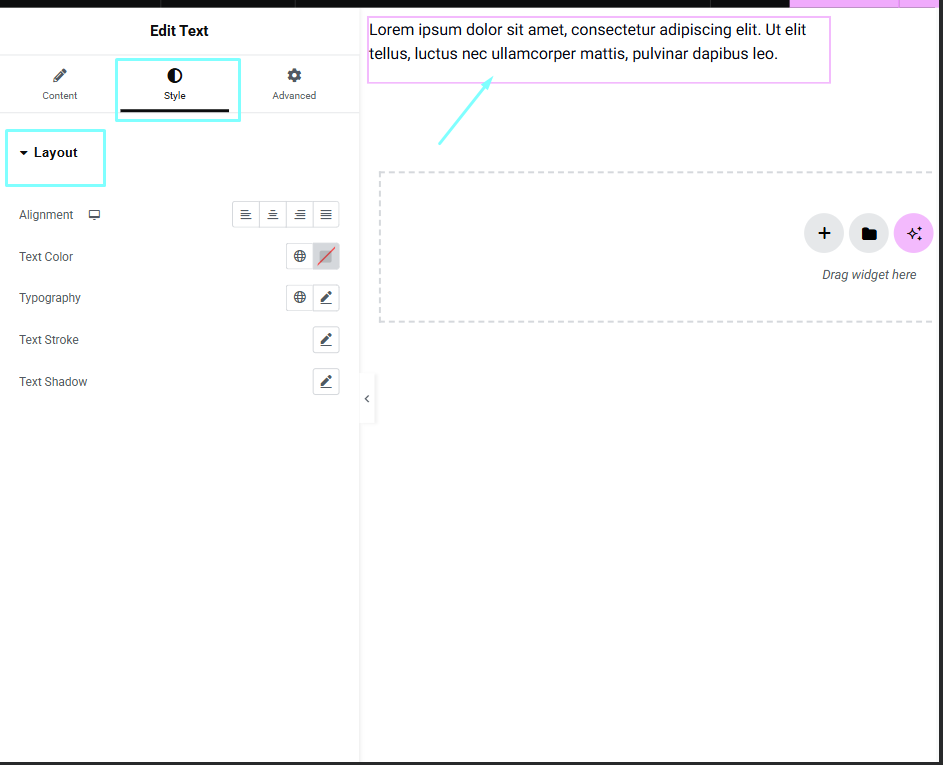 Edit Text
Content
Style
Advanced
Layout
Alignment
Text Color
Typography
Text Stroke
Text Shadow
Lorem ipsum dolor sit amet, consectetur adipiscing elit. Ut elit
tellus, luctus nec ullamcorper mattis, pulvinar dapibus leo.
Drag widget here